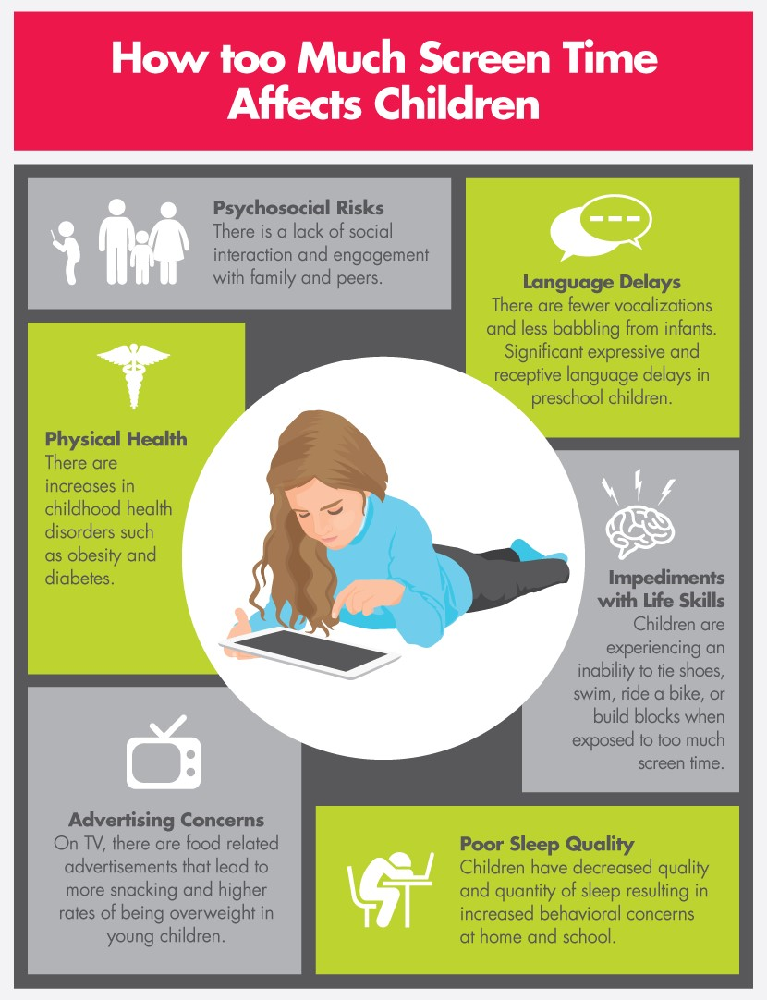 How too Much Screen Time
Affects Children
Psychosocial Risks
There is a lack of social
interaction and engagement
with family and peers.
Language Delays
There are fewer vocalizations
and less babbling from infants.
Significant expressive and
receptive language delays in
preschool children.
Physical Health
There are
increases in
childhood health
disorders such
as obesity and
diabetes.
Impediments
with Life Skills
Children are
experiencing an
inability to tie shoes,
swim, ride a bike, or
build blocks when
exposed to too much
screen time.
Advertising Concerns
On TV, there are food related
advertisements that lead to
more snacking and higher
rates of being overweight in
young children.
Poor Sleep Quality
Children have decreased quality
and quantity of sleep resulting in
increased behavioral concerns
at home and school.